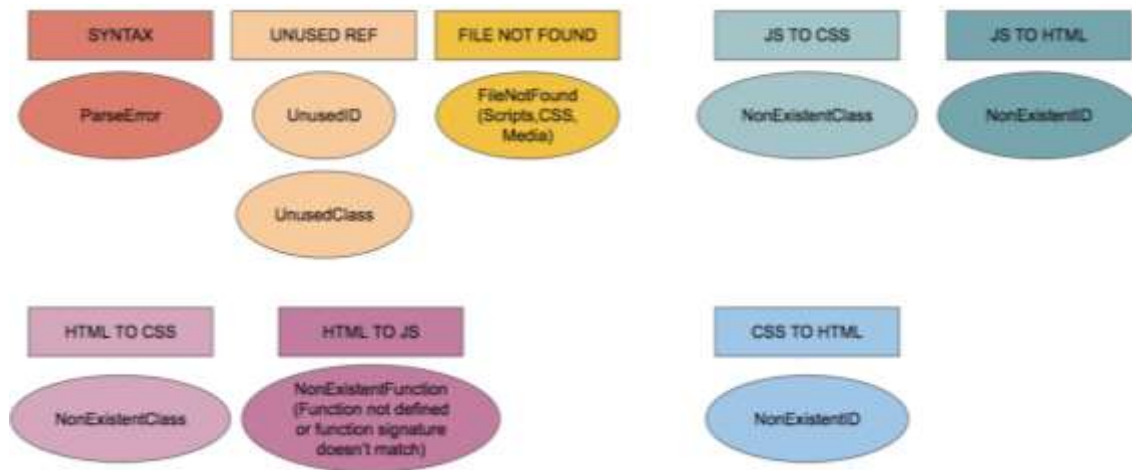 SYNTAX
UNUSED REF
FILE NOT FOUND
JS TO CSS
JS TO HTML
ParseError
UnusedID
FileNotFound
(Scripts,CSS,
Media)
NonExistentClass
NonExistentID
UnusedClass
HTML TO CSS
HTML TO JS
CSS TO HTML
NonExistentClass
NonExistentFunction
(Function not defined
or function signature
doesn't match)
NonExistentID